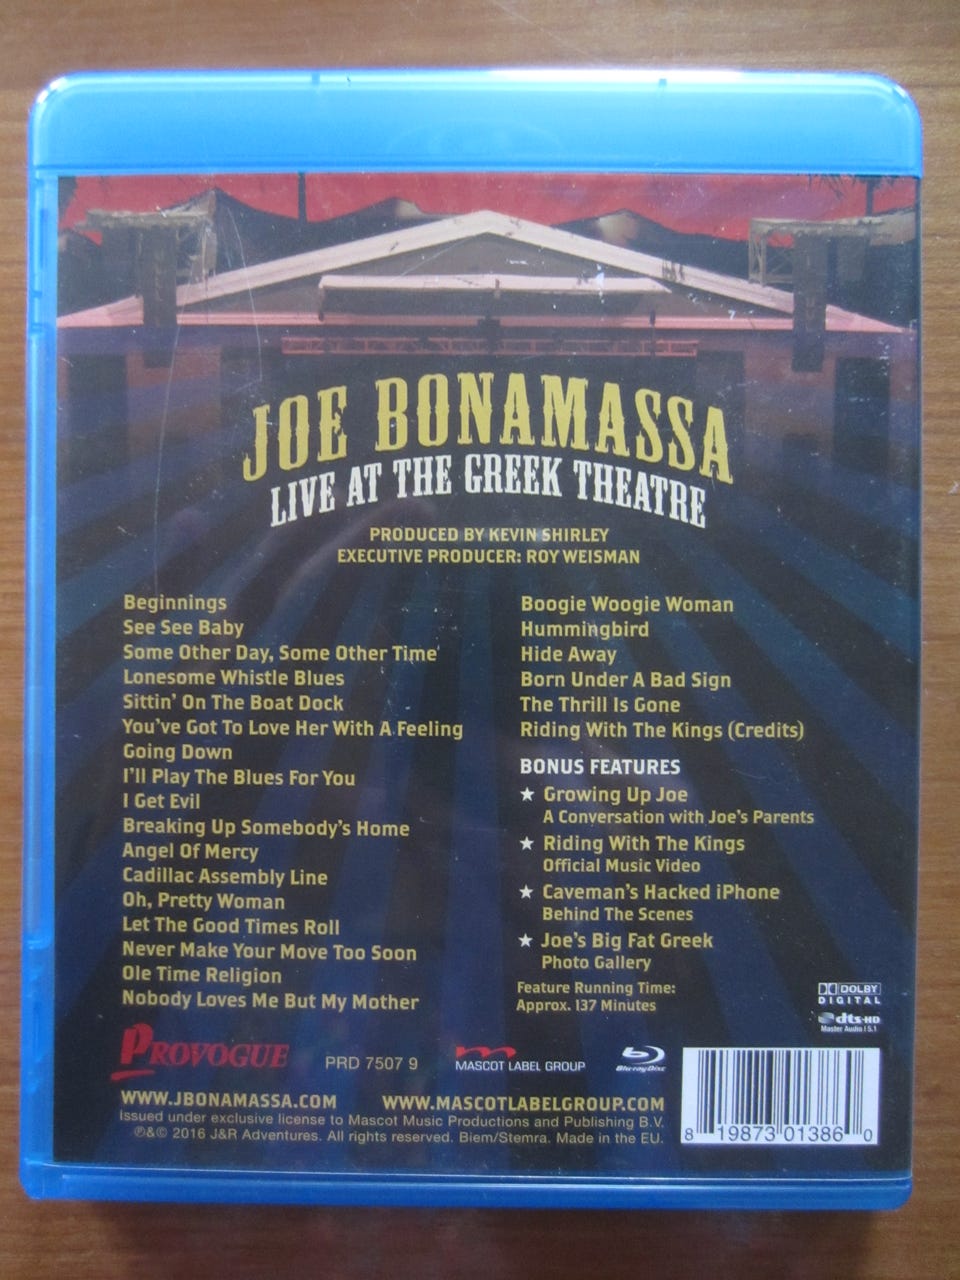 JOE BONAMASSA
LIVE AT THE GREEK THEATRE
PRODUCED BY KEVIN SHIRLEY
EXECUTIVE PRODUCER: ROY WEISMAN
Beginnings
See See Baby
Some Other Day, Some Other Time
Lonesome Whistle Blues
Sittin' On The Boat Dock
You've Got To Love Her With A Feeling
Going Down
I'll Play The Blues For You
I Get Evil
Breaking Up Somebody's Home
Angel Of Mercy
Cadillac Assembly Line
Oh, Pretty Woman
Let The Good Times Roll
Never Make Your Move Too Soon
Ole Time Religion
Nobody Loves Me But My Mother
Boogie Woogie Woman
Hummingbird
Hide Away
Born Under A Bad Sign
The Thrill Is Gone
Riding With The Kings (Credits)
BONUS FEATURES
★ Growing Up Joe
A Conversation with Joe's Parents
★ Riding With The Kings
Official Music Video
★ Caveman's Hacked iPhone
Behind The Scenes
★ Joe's Big Fat Greek
Photo Gallery
Feature Running Time:
Approx. 137 Minutes
DOLBY
DIGITAL
dts-HD
Master Audio | 5.1
PROVOGUE
PRD 7507 9
MASCOT LABEL GROUP
Blu-ray Disc
WWW.JBONAMASSA.COM WWW.MASCOTLABELGROUP.COM
Issued under exclusive license to Mascot Music Productions and Publishing B.V.
℗&© 2016 J&R Adventures. All rights reserved. Biem/Stemra. Made in the EU.
8 19873 01386 0